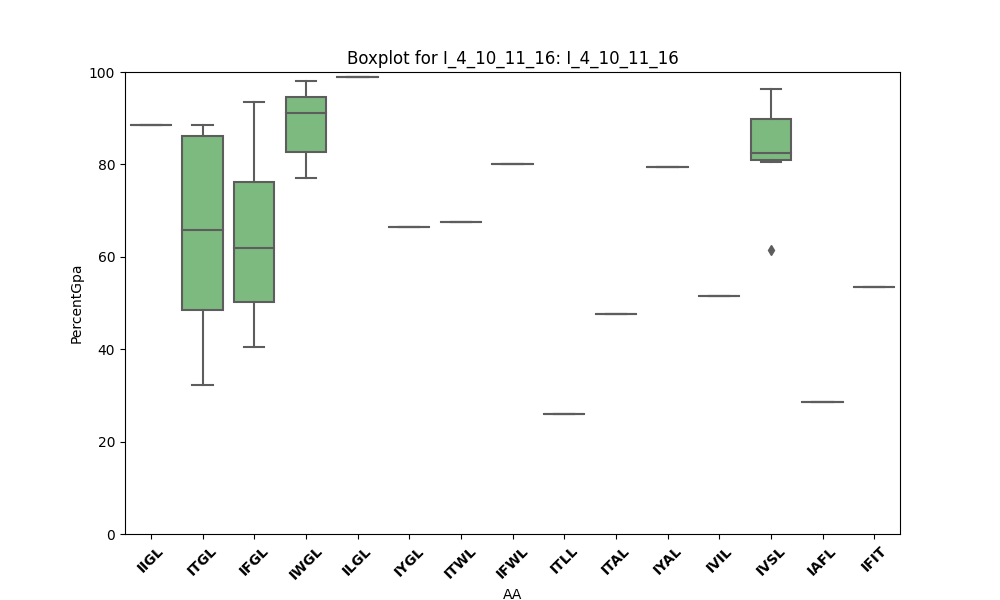 Boxplot for I_4_10_11_16: I_4_10_11_16
PercentGpa
100
80
60
40
20
0
IIGL ITGL IFGL IWGL ILGL IYGL ITWL IFWL ITLL ITAL IYAL IVIL IVSL IAFL IFIT
AA